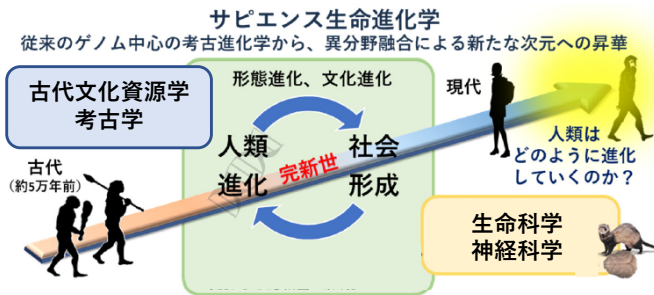 サピエンス生命進化学
従来のゲノム中心の考古進化学から、異分野融合による新たな次元への昇華
古代文化資源学
考古学
形態進化、文化進化
人類
進化
社会
形成
完新世
現代
人類は
どのように進化
していくのか？
古代
(約5万年前)
生命科学
神経科学